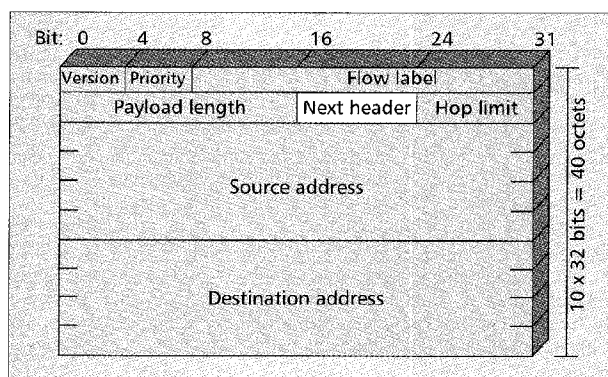 Bit: 0 4 8 16 24 31
Version Priority Flow label
Payload length Next header Hop limit
Source address
Destination address
10 x 32 bits = 40 octets